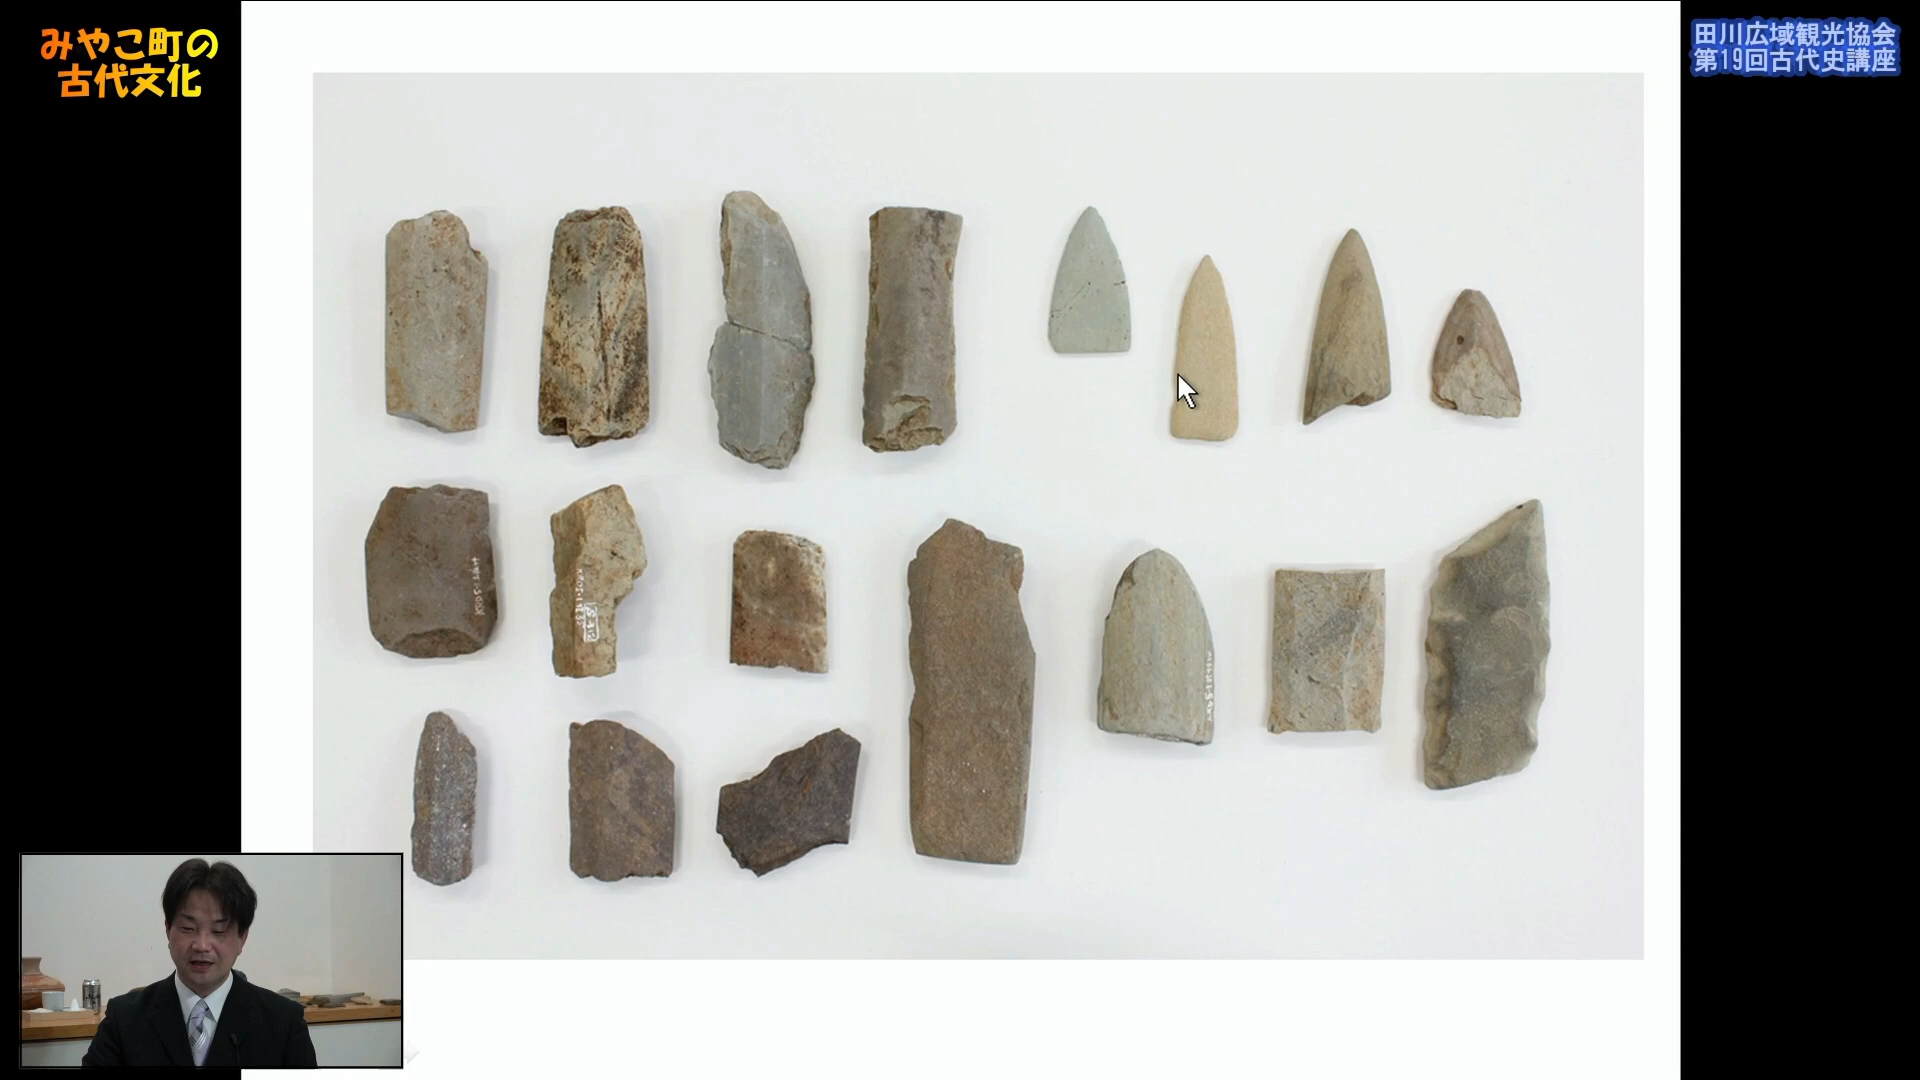 みやこ町の
古代文化
田川広域観光協会
第19回古代史講座